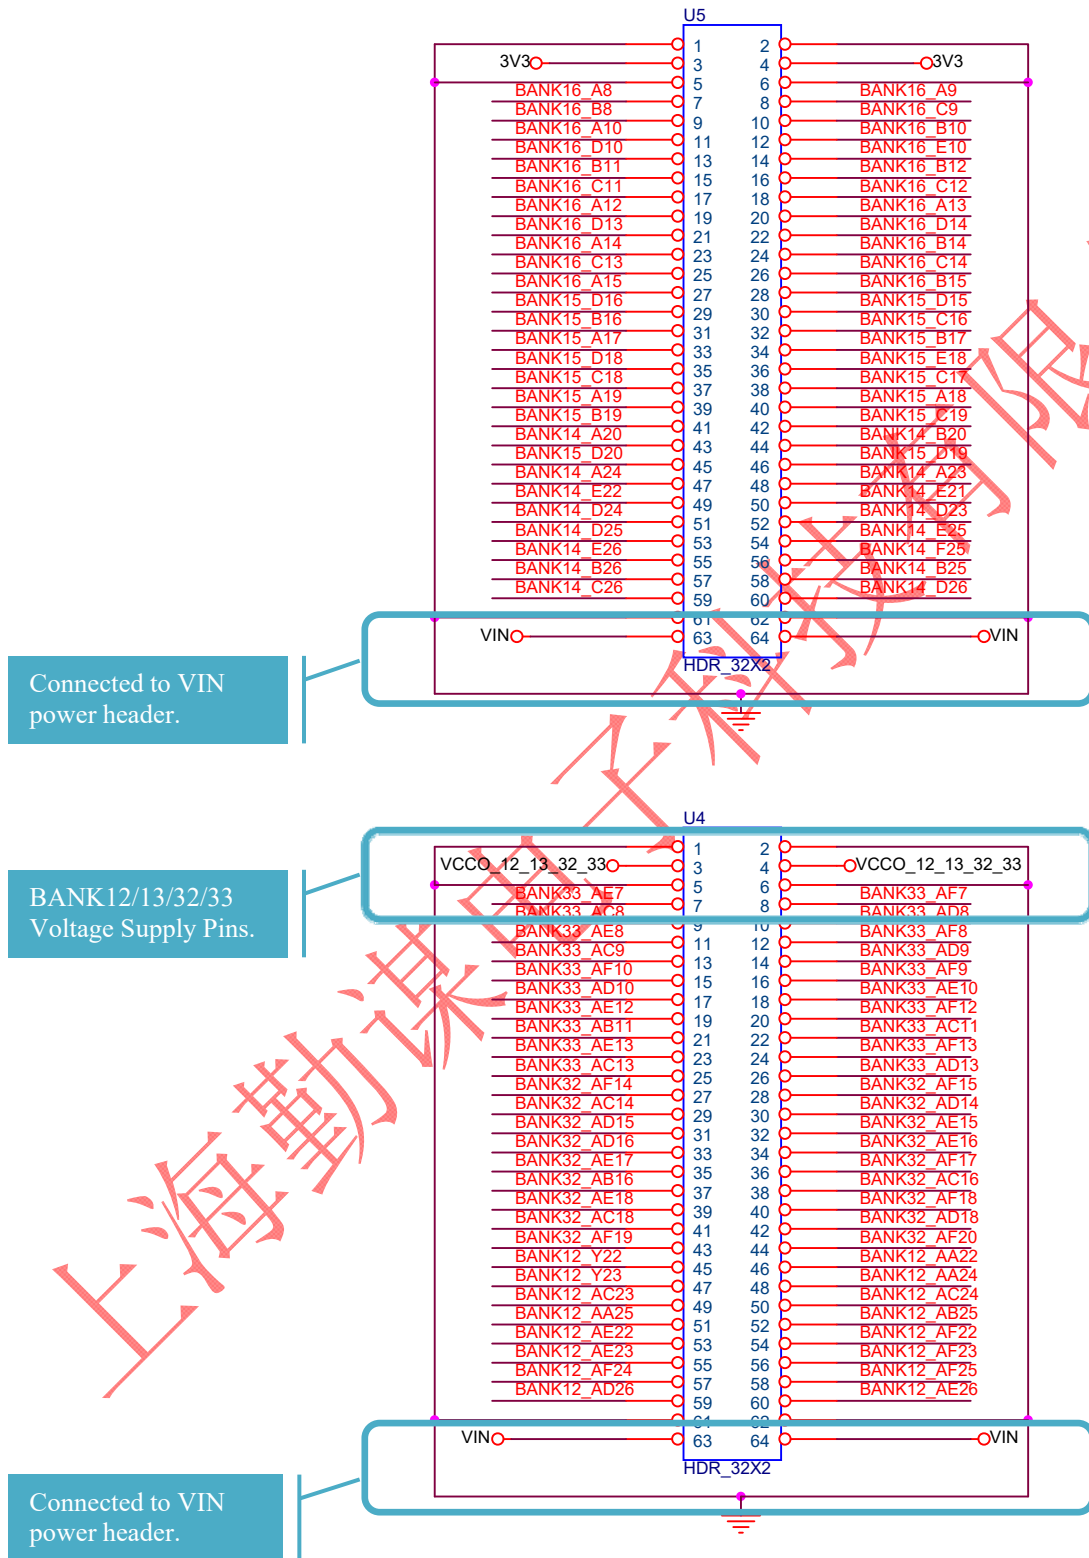 U5
1 2
3V3 3 4 3V3
5 6
BANK16_A8 7 8 BANK16_A9
BANK16_B8 9 10 BANK16_C9
BANK16_A10 11 12 BANK16_B10
BANK16_D10 13 14 BANK16_E10
BANK16_B11 15 16 BANK16_B12
BANK16_C11 17 18 BANK16_C12
BANK16_A12 19 20 BANK16_A13
BANK16_D13 21 22 BANK16_D14
BANK16_A14 23 24 BANK16_B14
BANK16_C13 25 26 BANK16_C14
BANK16_A15 27 28 BANK16_B15
BANK15_D16 29 30 BANK15_D15
BANK15_B16 31 32 BANK15_C16
BANK15_A17 33 34 BANK15_B17
BANK15_D18 35 36 BANK15_E18
BANK15_C18 37 38 BANK15_C17
BANK15_A19 39 40 BANK15_A18
BANK15_B19 41 42 BANK15_C19
BANK14_A20 43 44 BANK14_B20
BANK15_D20 45 46 BANK15_D19
BANK14_A24 47 48 BANK14_A23
BANK14_E22 49 50 BANK14_E21
BANK14_D24 51 52 BANK14_D23
BANK14_D25 53 54 BANK14_E25
BANK14_E26 55 56 BANK14_F25
BANK14_B26 57 58 BANK14_B25
BANK14_C26 59 60 BANK14_D26
61 62
VIN 63 64 VIN
HDR_32X2
Connected to VIN
power header.
U4
1 2
VCCO_12_13_32_33 3 4 VCCO_12_13_32_33
5 6
BANK33_AE7 7 8 BANK33_AF7
BANK33_AC8 9 10 BANK33_AD8
BANK33_AE8 11 12 BANK33_AF8
BANK33_AC9 13 14 BANK33_AD9
BANK33_AF10 15 16 BANK33_AF9
BANK33_AD10 17 18 BANK33_AE10
BANK33_AE12 19 20 BANK33_AF12
BANK33_AB11 21 22 BANK33_AC11
BANK33_AE13 23 24 BANK33_AF13
BANK33_AC13 25 26 BANK33_AD13
BANK32_AF14 27 28 BANK32_AF15
BANK32_AC14 29 30 BANK32_AD14
BANK32_AD15 31 32 BANK32_AE15
BANK32_AD16 33 34 BANK32_AE16
BANK32_AE17 35 36 BANK32_AF17
BANK32_AB16 37 38 BANK32_AC16
BANK32_AE18 39 40 BANK32_AF18
BANK32_AC18 41 42 BANK32_AD18
BANK32_AF19 43 44 BANK32_AF20
BANK12_Y22 45 46 BANK12_AA22
BANK12_Y23 47 48 BANK12_AA24
BANK12_AC23 49 50 BANK12_AC24
BANK12_AA25 51 52 BANK12_AB25
BANK12_AE22 53 54 BANK12_AF22
BANK12_AE23 55 56 BANK12_AF23
BANK12_AF24 57 58 BANK12_AF25
BANK12_AD26 59 60 BANK12_AE26
61 62
VIN 63 64 VIN
HDR_32X2
BANK12/13/32/33
Voltage Supply Pins.
Connected to VIN
power header.
上海勤谋电子科技有限